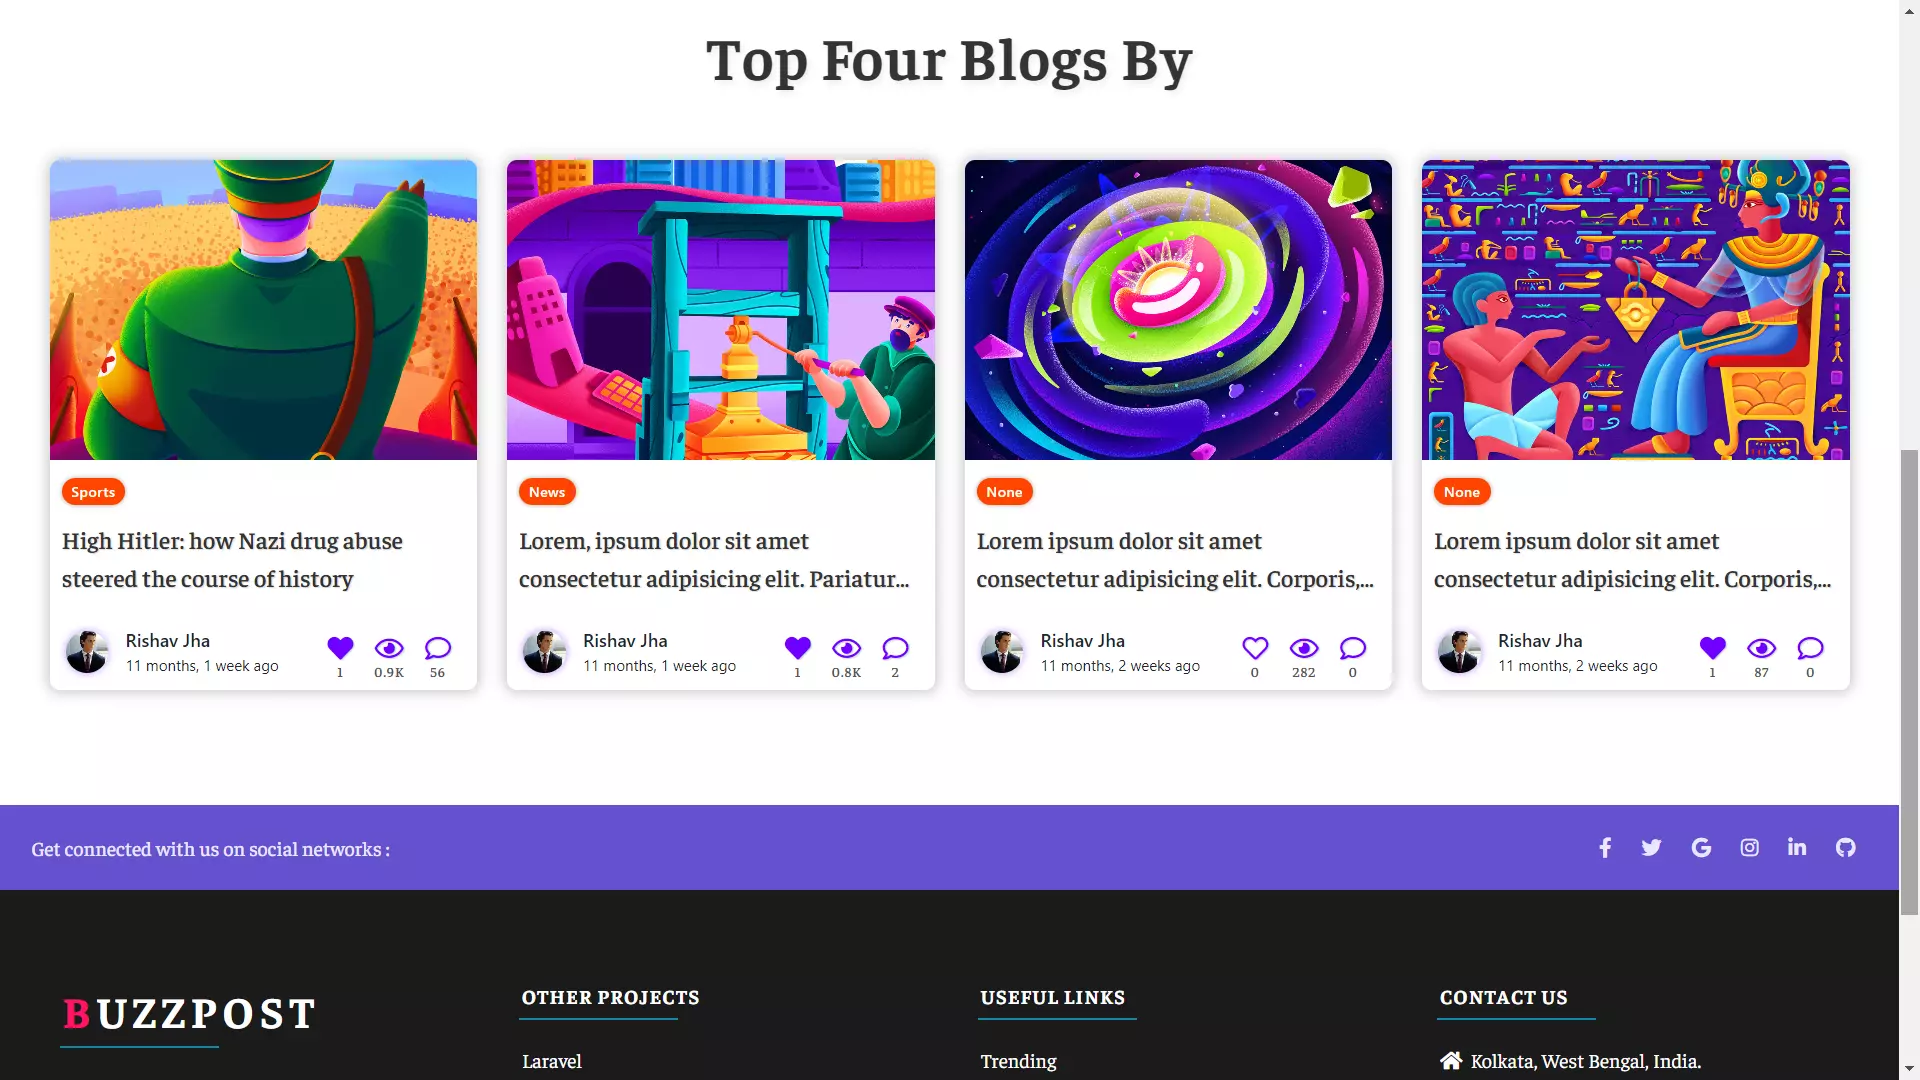 Top Four Blogs By
Sports
High Hitler: how Nazi drug abuse
steered the course of history
Rishav Jha
11 months, 1 week ago
1
0.9K
56
News
Lorem, ipsum dolor sit amet
consectetur adipisicing elit. Pariatur...
Rishav Jha
11 months, 1 week ago
1
0.8K
2
None
Lorem ipsum dolor sit amet
consectetur adipisicing elit. Corporis,...
Rishav Jha
11 months, 2 weeks ago
0
282
0
None
Lorem ipsum dolor sit amet
consectetur adipisicing elit. Corporis,...
Rishav Jha
11 months, 2 weeks ago
1
87
0
Get connected with us on social networks :
BUZZPOST
OTHER PROJECTS
Laravel
USEFUL LINKS
Trending
CONTACT US
Kolkata, West Bengal, India.